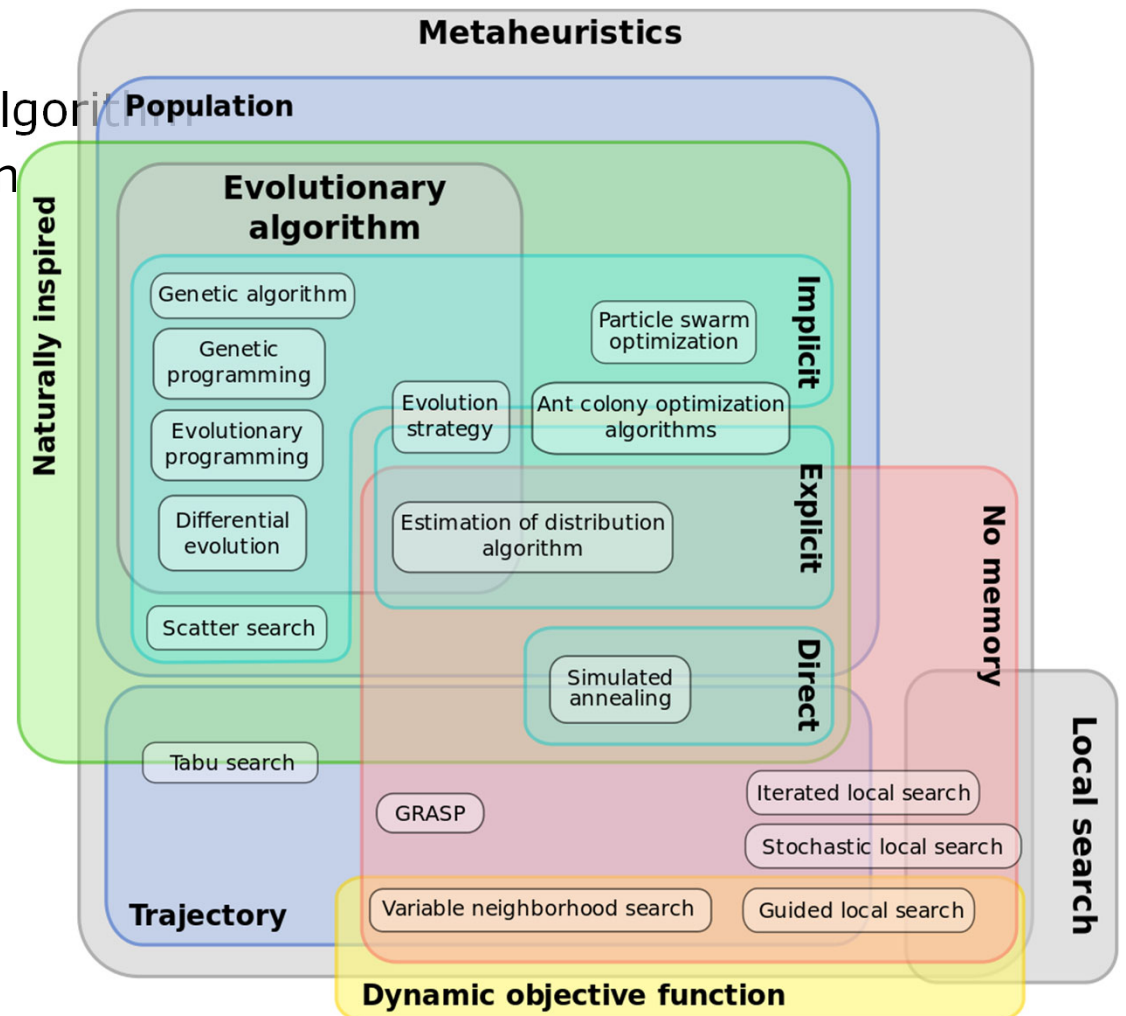 Metaheuristics
lgorithm
Population
n
Naturally inspired
Evolutionary
algorithm
Genetic algorithm
Implicit
Particle swarm
optimization
Genetic
programming
Evolution
strategy
Ant colony optimization
algorithms
Evolutionary
programming
Explicit
No memory
Differential
evolution
Estimation of distribution
algorithm
Scatter search
Direct
Simulated
annealing
Local search
Tabu search
Iterated local search
GRASP
Stochastic local search
Variable neighborhood search
Guided local search
Trajectory
Dynamic objective function